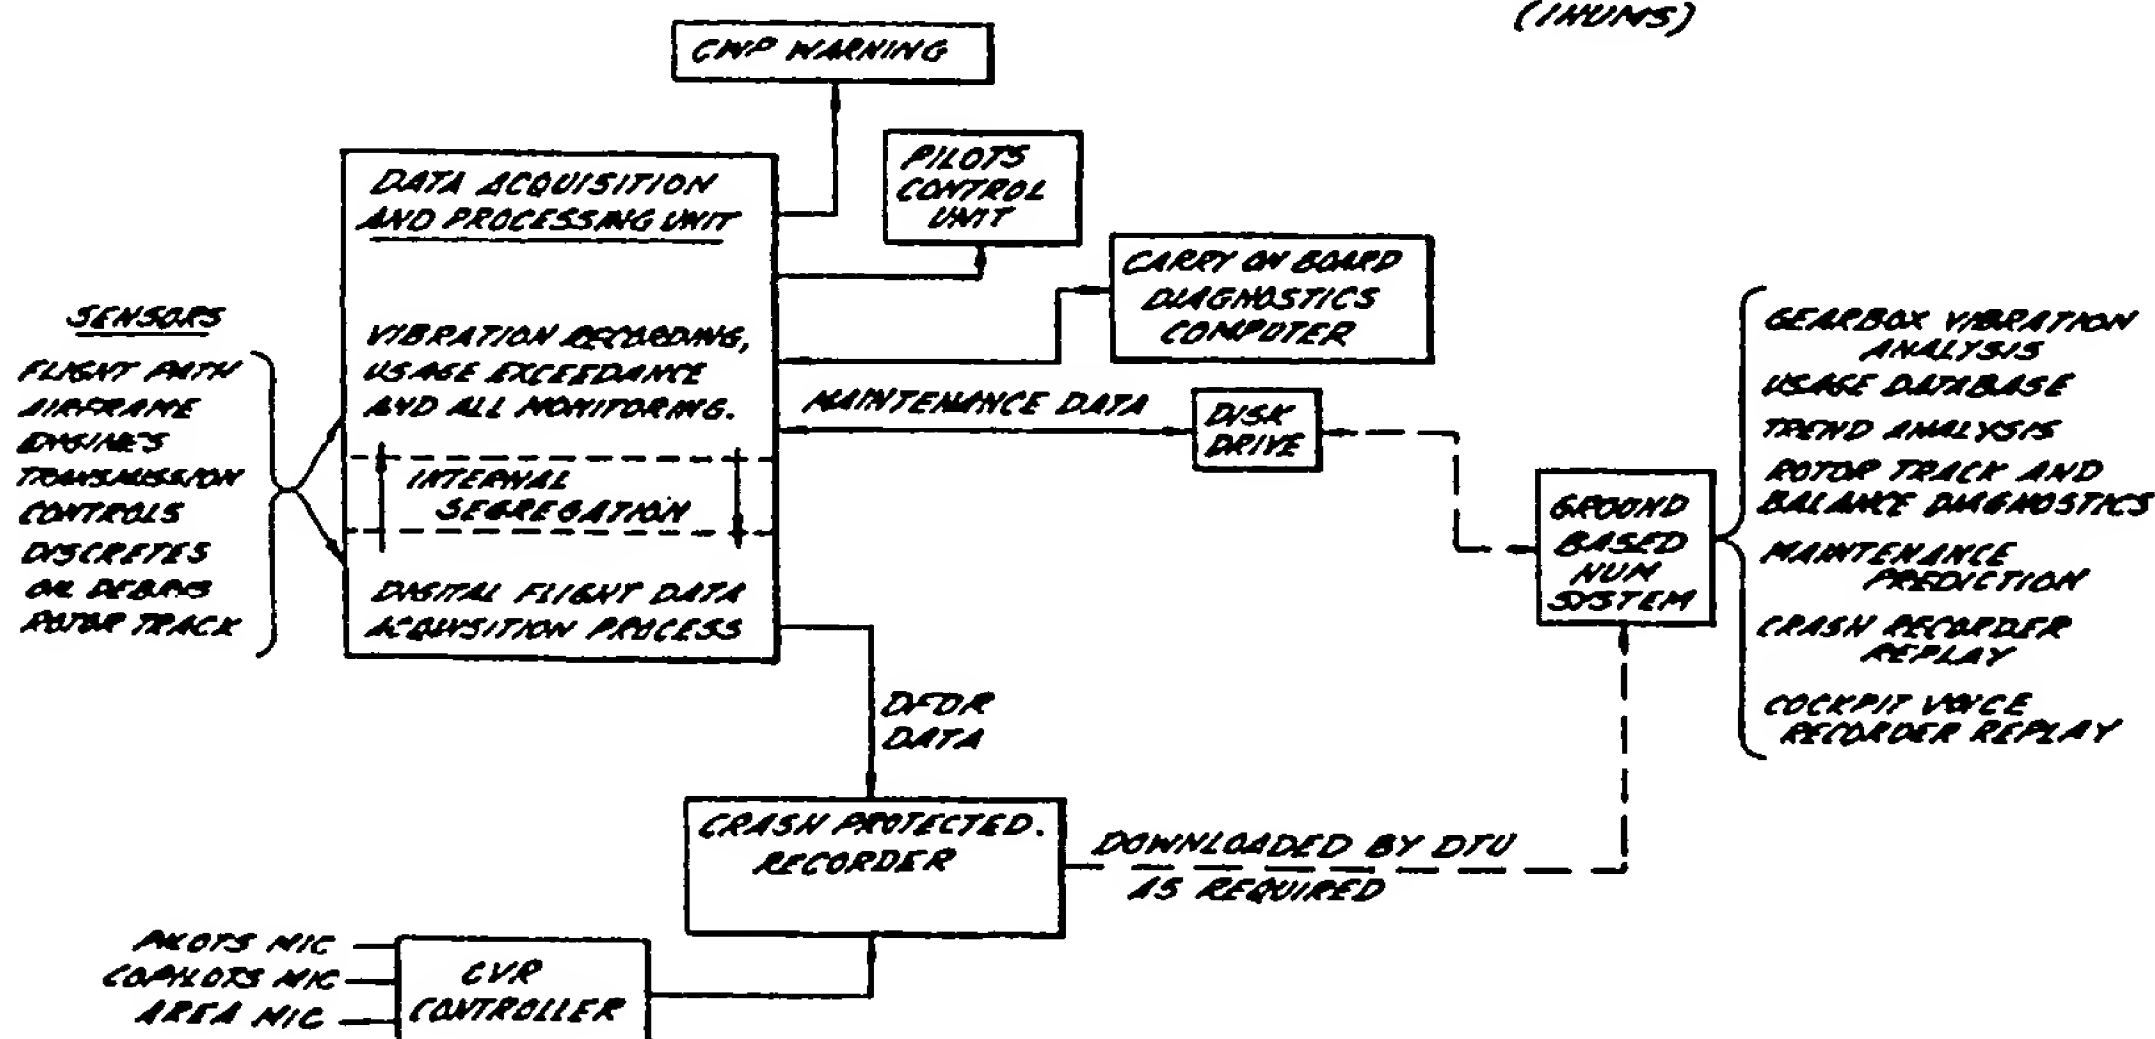 (IHUMS)
CWP WARNING
PILOTS
CONTROL
UNIT
DATA ACQUISITION
AND PROCESSING UNIT
CARRY ON BOARD
DIAGNOSTICS
COMPUTER
SENSORS
FLIGHT PATH
AIRFRAME
ENGINES
TRANSMISSION
CONTROLS
DISCRETES
OIL DEBRIS
ROTOR TRACK
VIBRATION RECORDING,
USAGE EXCEEDANCE
AND ALL MONITORING.
INTERNAL
SEGREGATION
DIGITAL FLIGHT DATA
ACQUISITION PROCESS
MAINTENANCE DATA
DISK
DRIVE
GROUND
BASED
HUM
SYSTEM
GEARBOX VIBRATION
ANALYSIS
USAGE DATABASE
TREND ANALYSIS
ROTOR TRACK AND
BALANCE DIAGNOSTICS
MAINTENANCE
PREDICTION
CRASH RECORDER
REPLAY
COCKPIT VOICE
RECORDER REPLAY
DFDR
DATA
CRASH PROTECTED.
RECORDER
DOWNLOADED BY DTU
AS REQUIRED
PILOTS MIC
COPILOTS MIC
AREA MIC
CVR
CONTROLLER